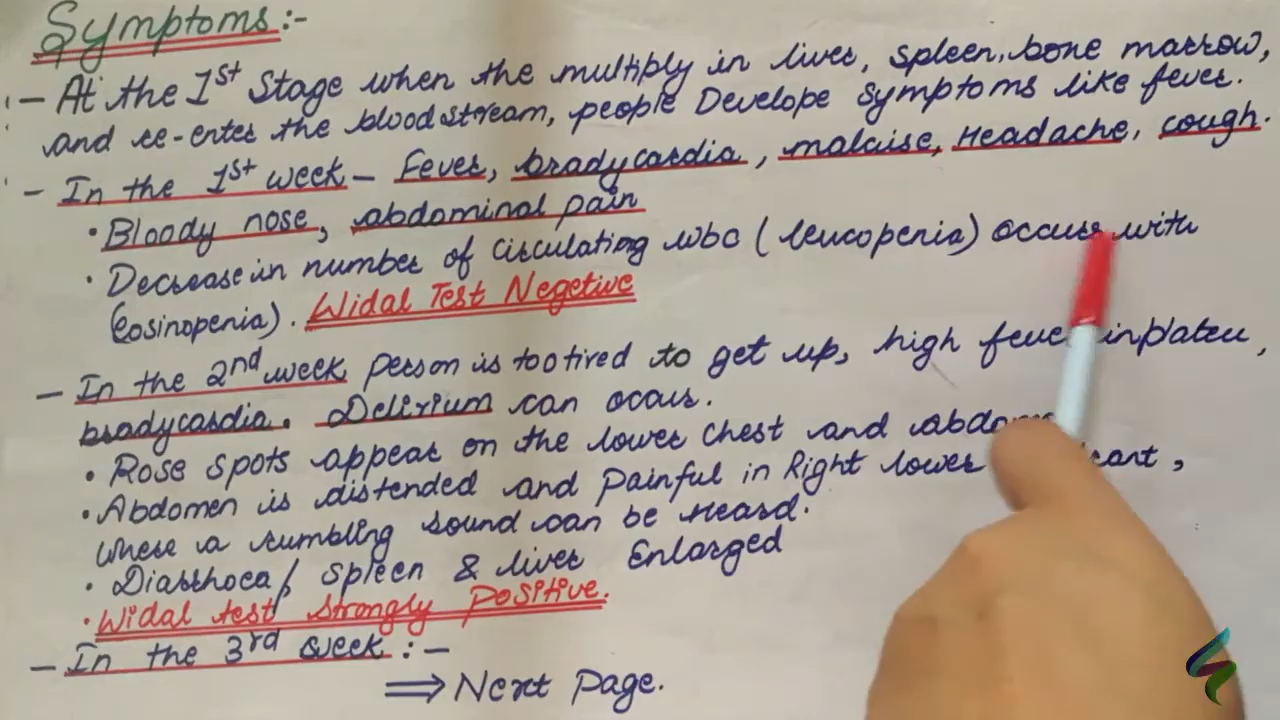 Symptoms:-
- At the 1st Stage when the multiply in liver, spleen, bone marrow,
and re-enter the bloodstream, people Develope symptoms like fever.
- In the 1st week - Fever, bradycardia, malaise, Headache, cough.
• Bloody nose, abdominal pain
• Decrease in number of circulating wbc (leucopenia) occurs with
(eosinopenia). Widal Test Negetive
- In the 2nd week person is too tired to get up, high fever in plateu,
bradycardia. Delirium can occur.
• Rose spots appear on the lower chest and
• Abdomen is distended and Painful in Right lower
where a rumbling sound can be Heard.
• Diarrhoea, spleen & liver Enlarged
• Widal test strongly Positive.
- In the 3rd week :-
⇒ Next Page.